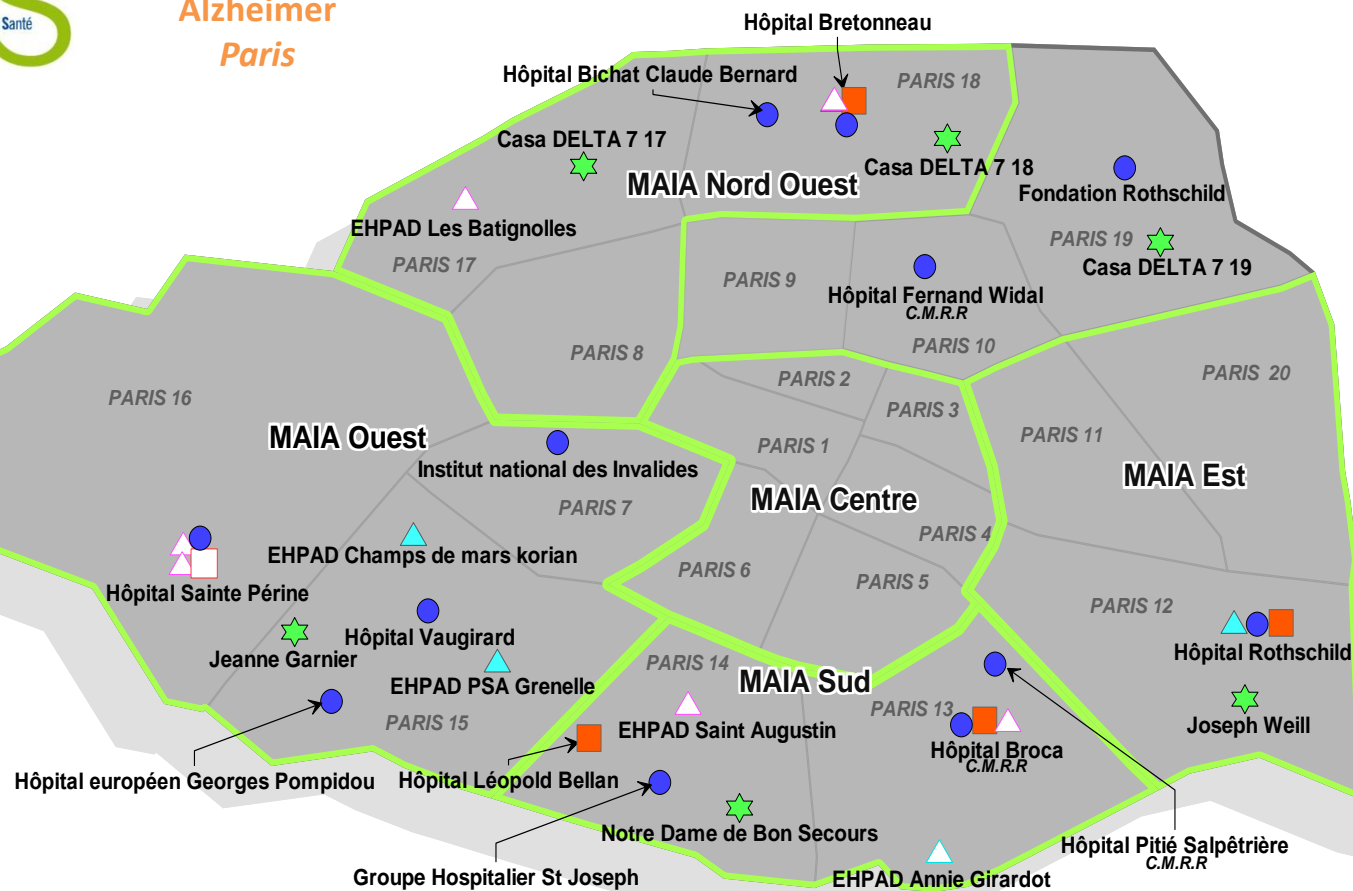 Santé
Alzheimer
Paris
Hôpital Bretonneau
Hôpital Bichat Claude Bernard
PARIS 18
Casa DELTA 7 17
Casa DELTA 7 18
MAIA Nord Ouest
Fondation Rothschild
EHPAD Les Batignolles
PARIS 19
PARIS 17
Casa DELTA 7 19
PARIS 9
Hôpital Fernand Widal
C.M.R.R
PARIS 10
PARIS 8
PARIS 2
PARIS 20
PARIS 16
PARIS 3
MAIA Ouest
PARIS 11
PARIS 1
Institut national des Invalides
MAIA Est
MAIA Centre
PARIS 7
PARIS 4
EHPAD Champs de mars korian
PARIS 6
PARIS 5
Hôpital Sainte Périne
PARIS 12
Hôpital Vaugirard
Jeanne Garnier
PARIS 14
Hôpital Rothschild
EHPAD PSA Grenelle
MAIA Sud
PARIS 13
PARIS 15
EHPAD Saint Augustin
Joseph Weill
Hôpital Broca
C.M.R.R
Hôpital européen Georges Pompidou
Hôpital Léopold Bellan
Notre Dame de Bon Secours
Hôpital Pitié Salpêtrière
C.M.R.R
Groupe Hospitalier St Joseph
EHPAD Annie Girardot